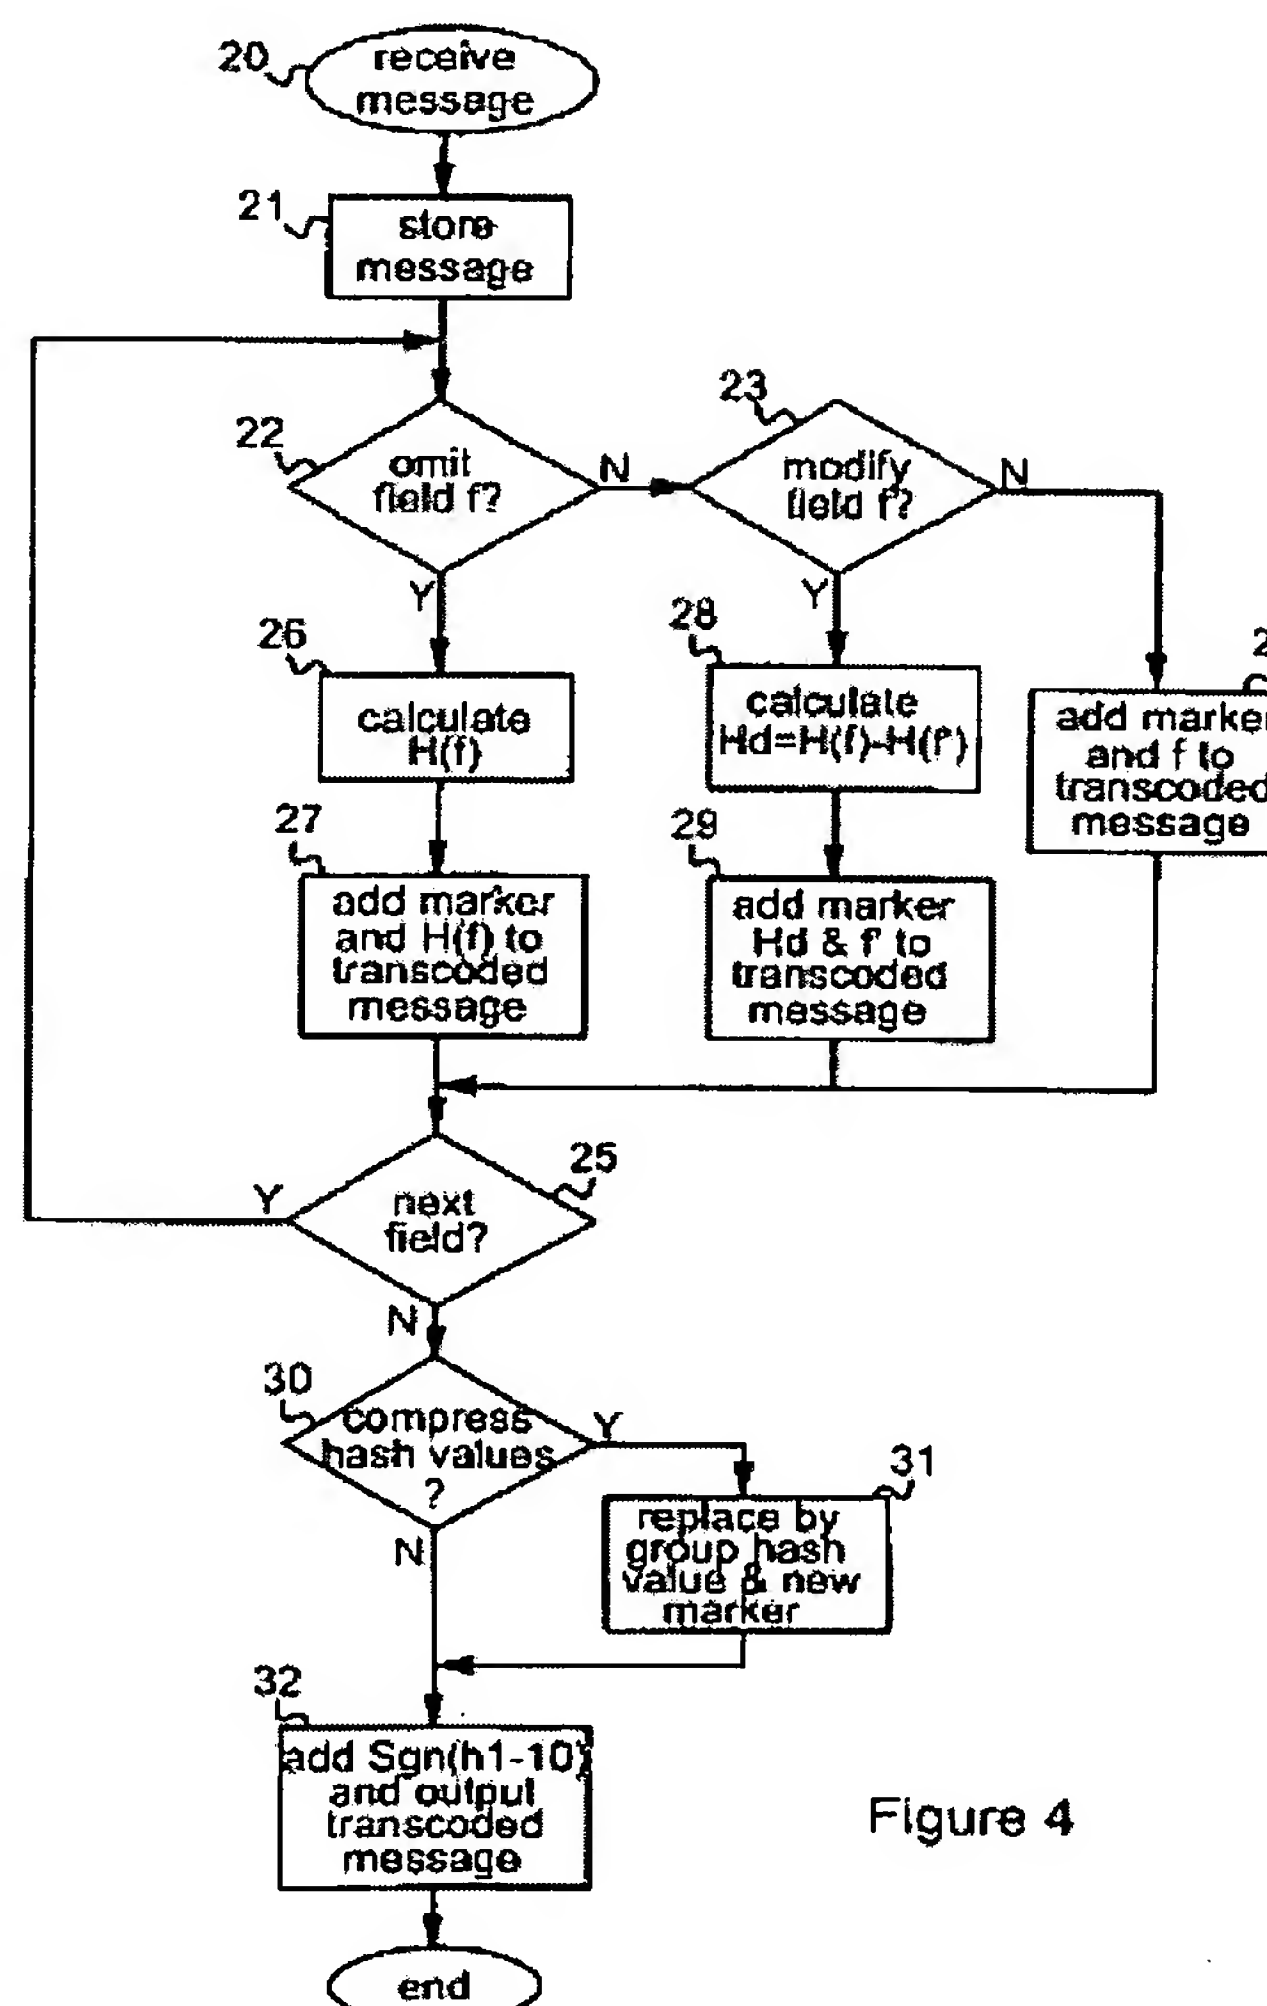 20
receive
message
21
store
message
22
omit
field f?
N
23
modify
field f?
N
Y
Y
26
calculate
H(f)
28
calculate
Hd=H(f)-H(f')
add marker
and f to
transcoded
message
27
add marker
and H(f) to
transcoded
message
29
add marker
Hd & f' to
transcoded
message
25
next
field?
Y
N
30
compress
hash values
?
Y
N
31
replace by
group hash
value & new
marker
32
add Sgn(h1-10)
and output
transcoded
message
Figure 4
end